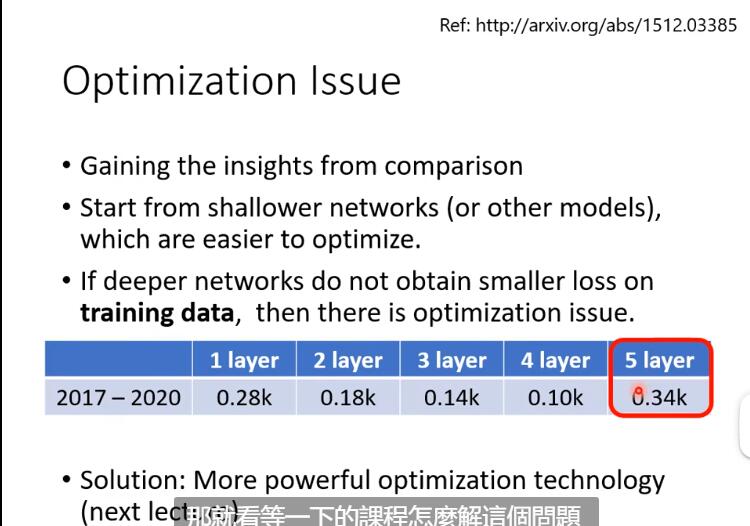 Ref: http://arxiv.org/abs/1512.03385
Optimization Issue
• Gaining the insights from comparison
• Start from shallower networks (or other models),
which are easier to optimize.
• If deeper networks do not obtain smaller loss on
training data, then there is optimization issue.
1 layer 2 layer 3 layer 4 layer 5 layer
2017 – 2020 0.28k 0.18k 0.14k 0.10k 0.34k
• Solution: More powerful optimization technology
(next lecture)
那就看等一下的課程怎麼解這個問題